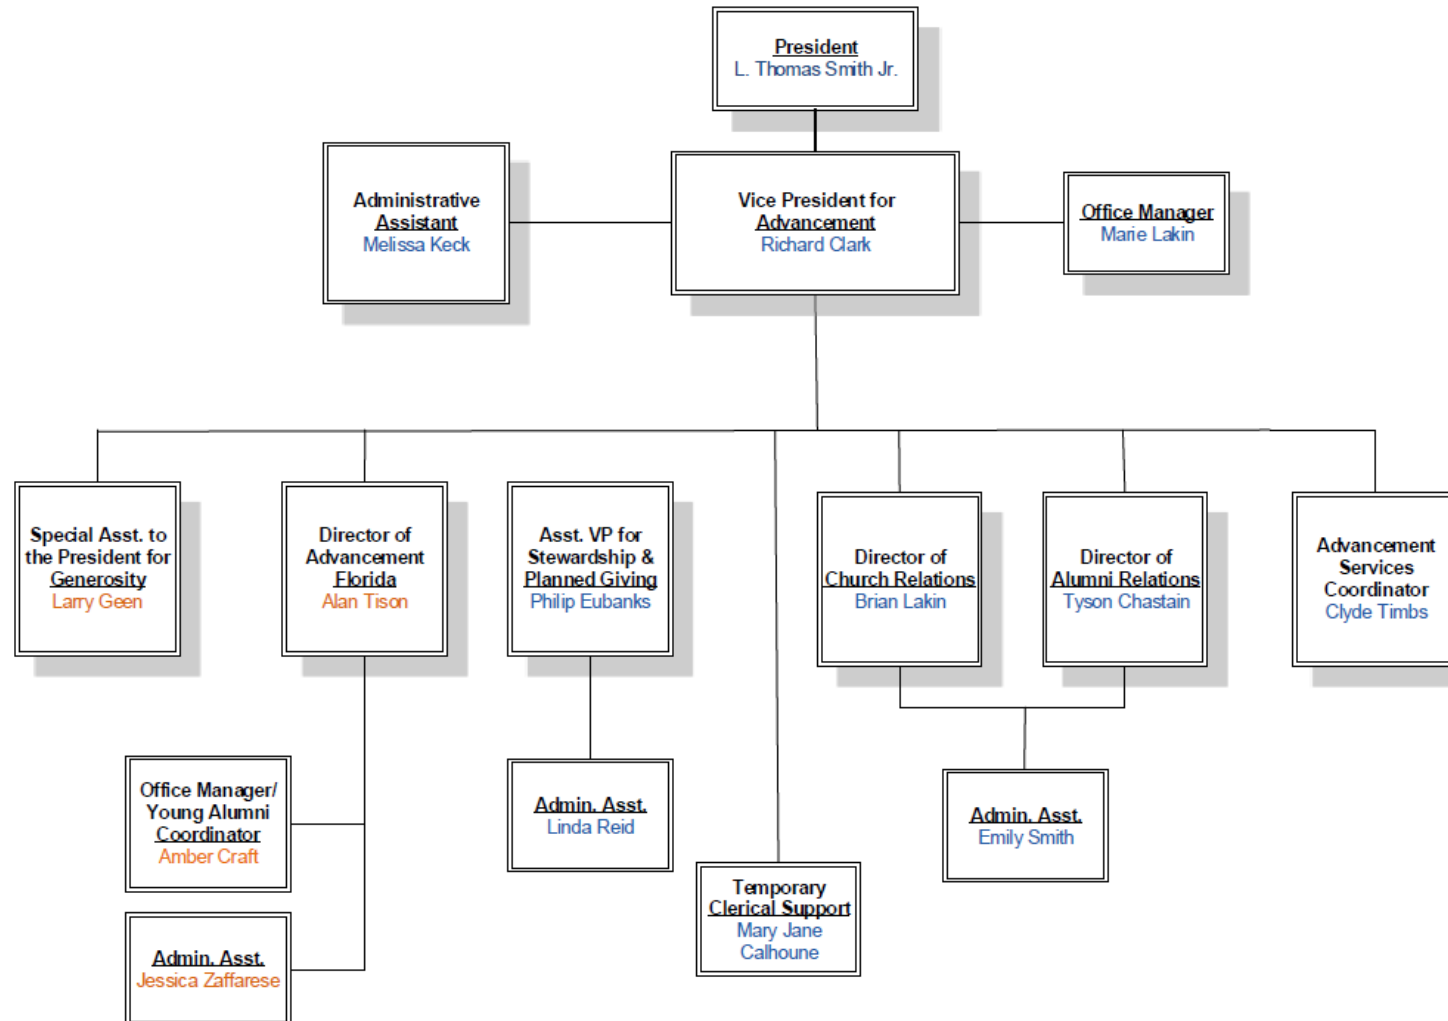 President
L. Thomas Smith Jr.
Administrative
Assistant
Melissa Keck
Vice President for
Advancement
Richard Clark
Office Manager
Marie Lakin
Special Asst. to
the President for
Generosity
Larry Geen
Director of
Advancement
Florida
Alan Tison
Asst. VP for
Stewardship &
Planned Giving
Philip Eubanks
Director of
Church Relations
Brian Lakin
Director of
Alumni Relations
Tyson Chastain
Advancement
Services
Coordinator
Clyde Timbs
Office Manager/
Young Alumni
Coordinator
Amber Craft
Admin. Asst.
Linda Reid
Admin. Asst.
Emily Smith
Temporary
Clerical Support
Mary Jane
Calhoune
Admin. Asst.
Jessica Zaffarese